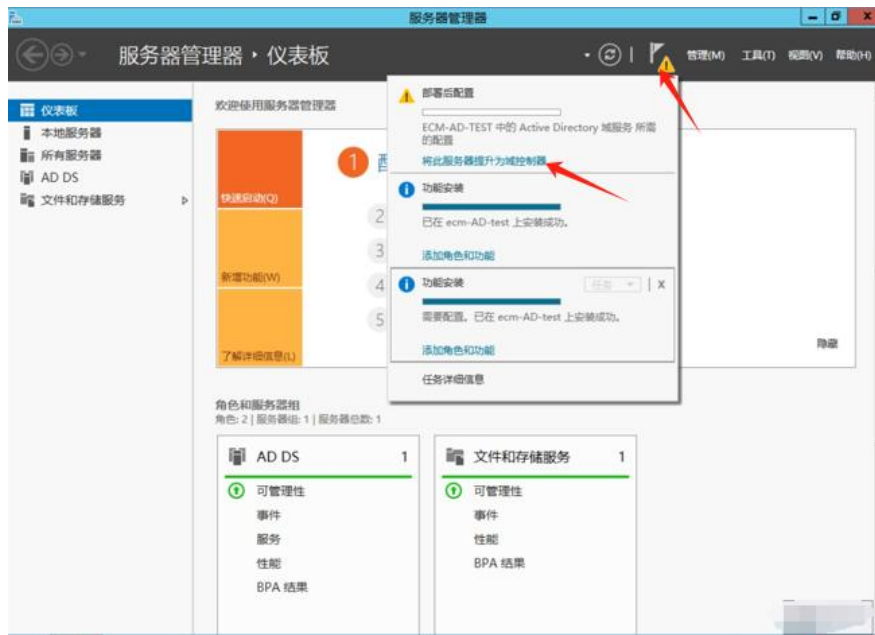 服务器管理器
服务器管理器 · 仪表板
管理(M) 工具(T) 视图(V) 帮助(H)
仪表板
本地服务器
所有服务器
AD DS
文件和存储服务
欢迎使用服务器管理器
1
快速启动(Q)
2
3
新增功能(W)
4
5
了解详细信息(L)
隐藏
部署后配置
ECM-AD-TEST 中的 Active Directory 域服务 所需
的配置
将此服务器提升为域控制器
功能安装
已在 ecm-AD-test 上安装成功。
添加角色和功能
功能安装
任务
X
需要配置。已在 ecm-AD-test 上安装成功。
添加角色和功能
任务详细信息
角色和服务器组
角色: 2 | 服务器组: 1 | 服务器总数: 1
AD DS 1
可管理性
事件
服务
性能
BPA 结果
文件和存储服务 1
可管理性
事件
性能
BPA 结果